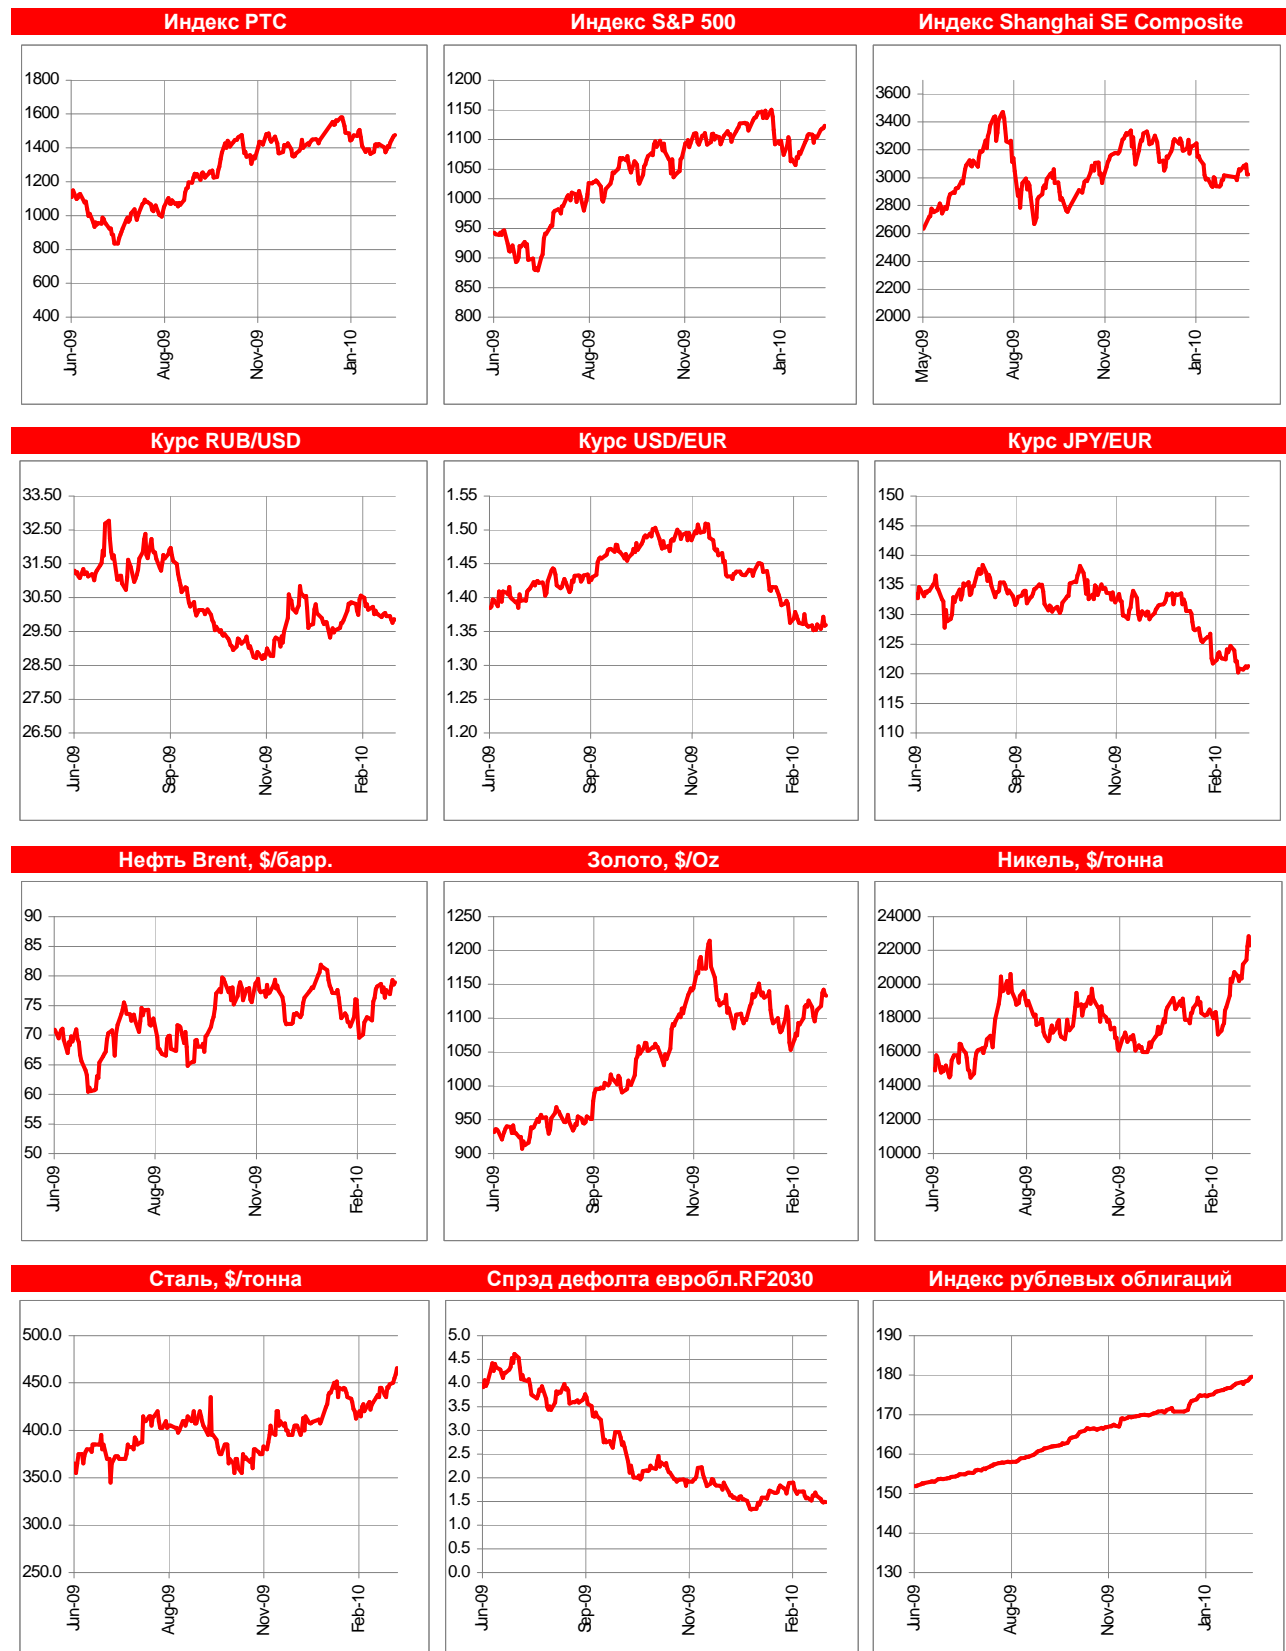 Индекс РТС
1800
1600
1400
1200
1000
800
600
400
Jun-09
Aug-09
Nov-09
Jan-10
Индекс S&P 500
1200
1150
1100
1050
1000
950
900
850
800
Jun-09
Aug-09
Nov-09
Jan-10
Индекс Shanghai SE Composite
3600
3400
3200
3000
2800
2600
2400
2200
2000
May-09
Aug-09
Nov-09
Jan-10
Курс RUB/USD
33.50
32.50
31.50
30.50
29.50
28.50
27.50
26.50
Jun-09
Sep-09
Nov-09
Feb-10
Курс USD/EUR
1.55
1.50
1.45
1.40
1.35
1.30
1.25
1.20
Jun-09
Sep-09
Nov-09
Feb-10
Курс JPY/EUR
150
145
140
135
130
125
120
115
110
Jun-09
Sep-09
Nov-09
Feb-10
Нефть Brent, $/барр.
90
85
80
75
70
65
60
55
50
Jun-09
Aug-09
Nov-09
Feb-10
Золото, $/Oz
1250
1200
1150
1100
1050
1000
950
900
Jun-09
Sep-09
Nov-09
Feb-10
Никель, $/тонна
24000
22000
20000
18000
16000
14000
12000
10000
Jun-09
Aug-09
Nov-09
Feb-10
Сталь, $/тонна
500.0
450.0
400.0
350.0
300.0
250.0
Jun-09
Aug-09
Nov-09
Feb-10
Спрэд дефолта евробл.RF2030
5.0
4.5
4.0
3.5
3.0
2.5
2.0
1.5
1.0
0.5
0.0
Jun-09
Sep-09
Nov-09
Feb-10
Индекс рублевых облигаций
190
180
170
160
150
140
130
Jun-09
Aug-09
Nov-09
Jan-10